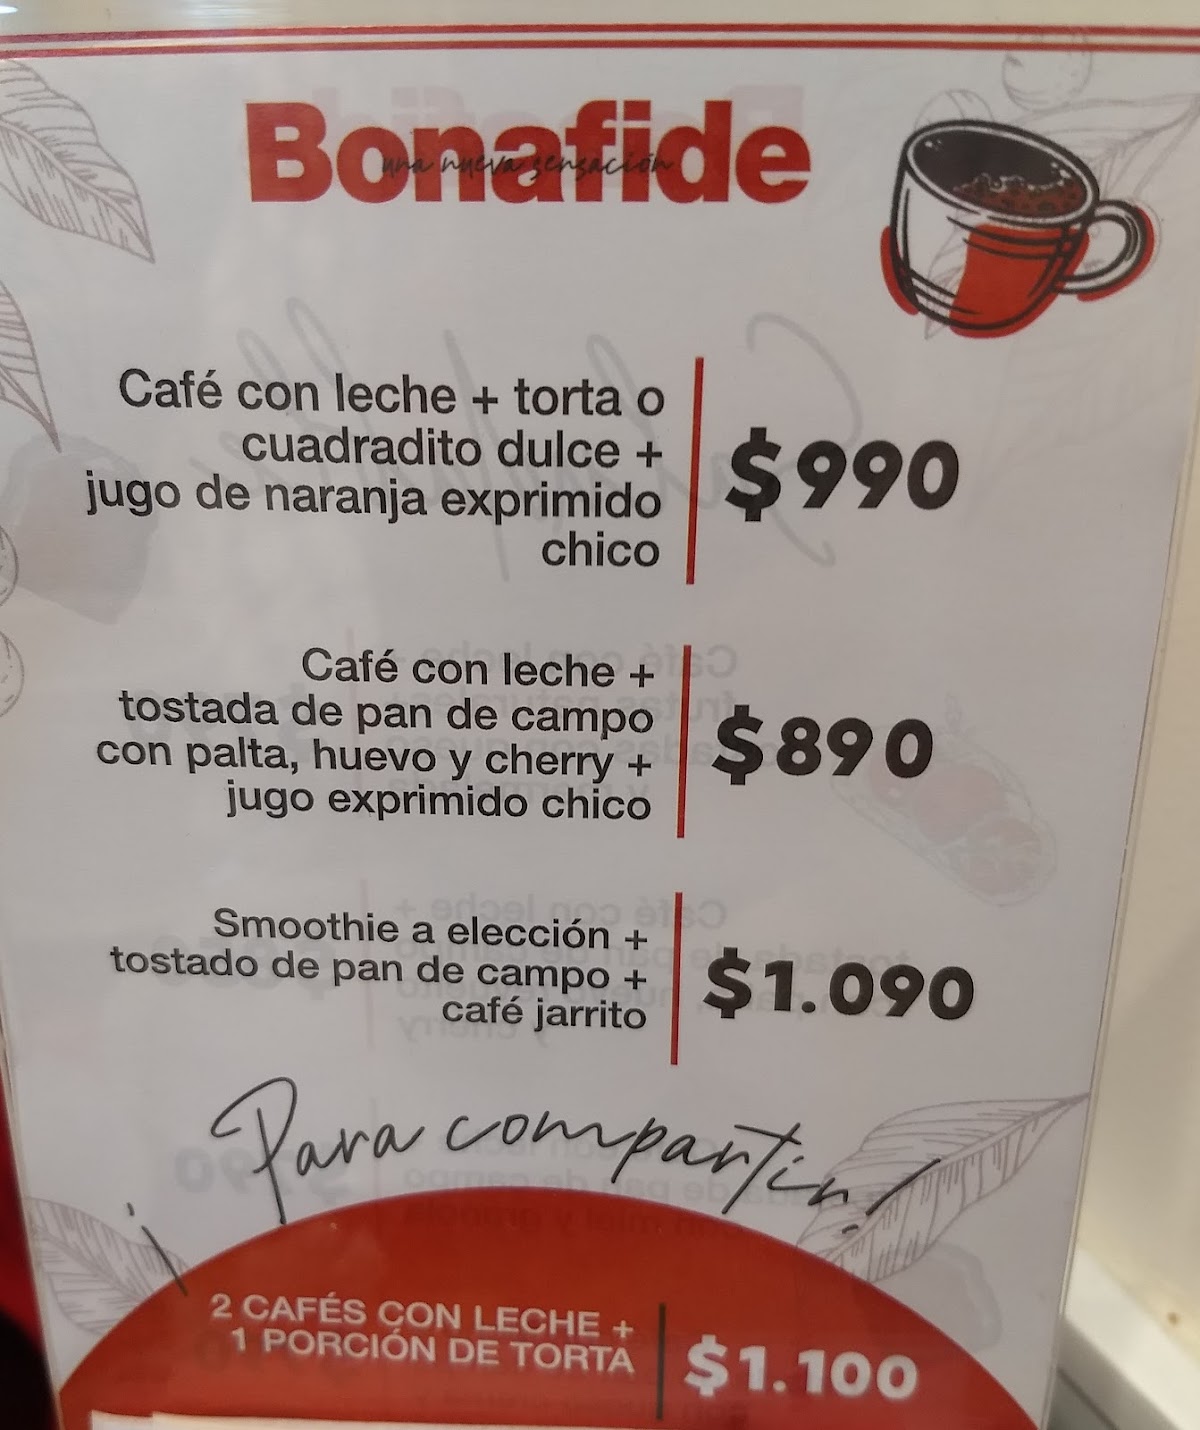 Bonafide
una nueva sensación
Café con leche + torta o
cuadradito dulce +
jugo de naranja exprimido
chico
$990
Café con leche +
tostada de pan de campo
con palta, huevo y cherry +
jugo exprimido chico
$890
Smoothie a elección +
tostado de pan de campo +
café jarrito
$1.090
¡Para compartir!
2 CAFÉS CON LECHE +
1 PORCIÓN DE TORTA
$1.100